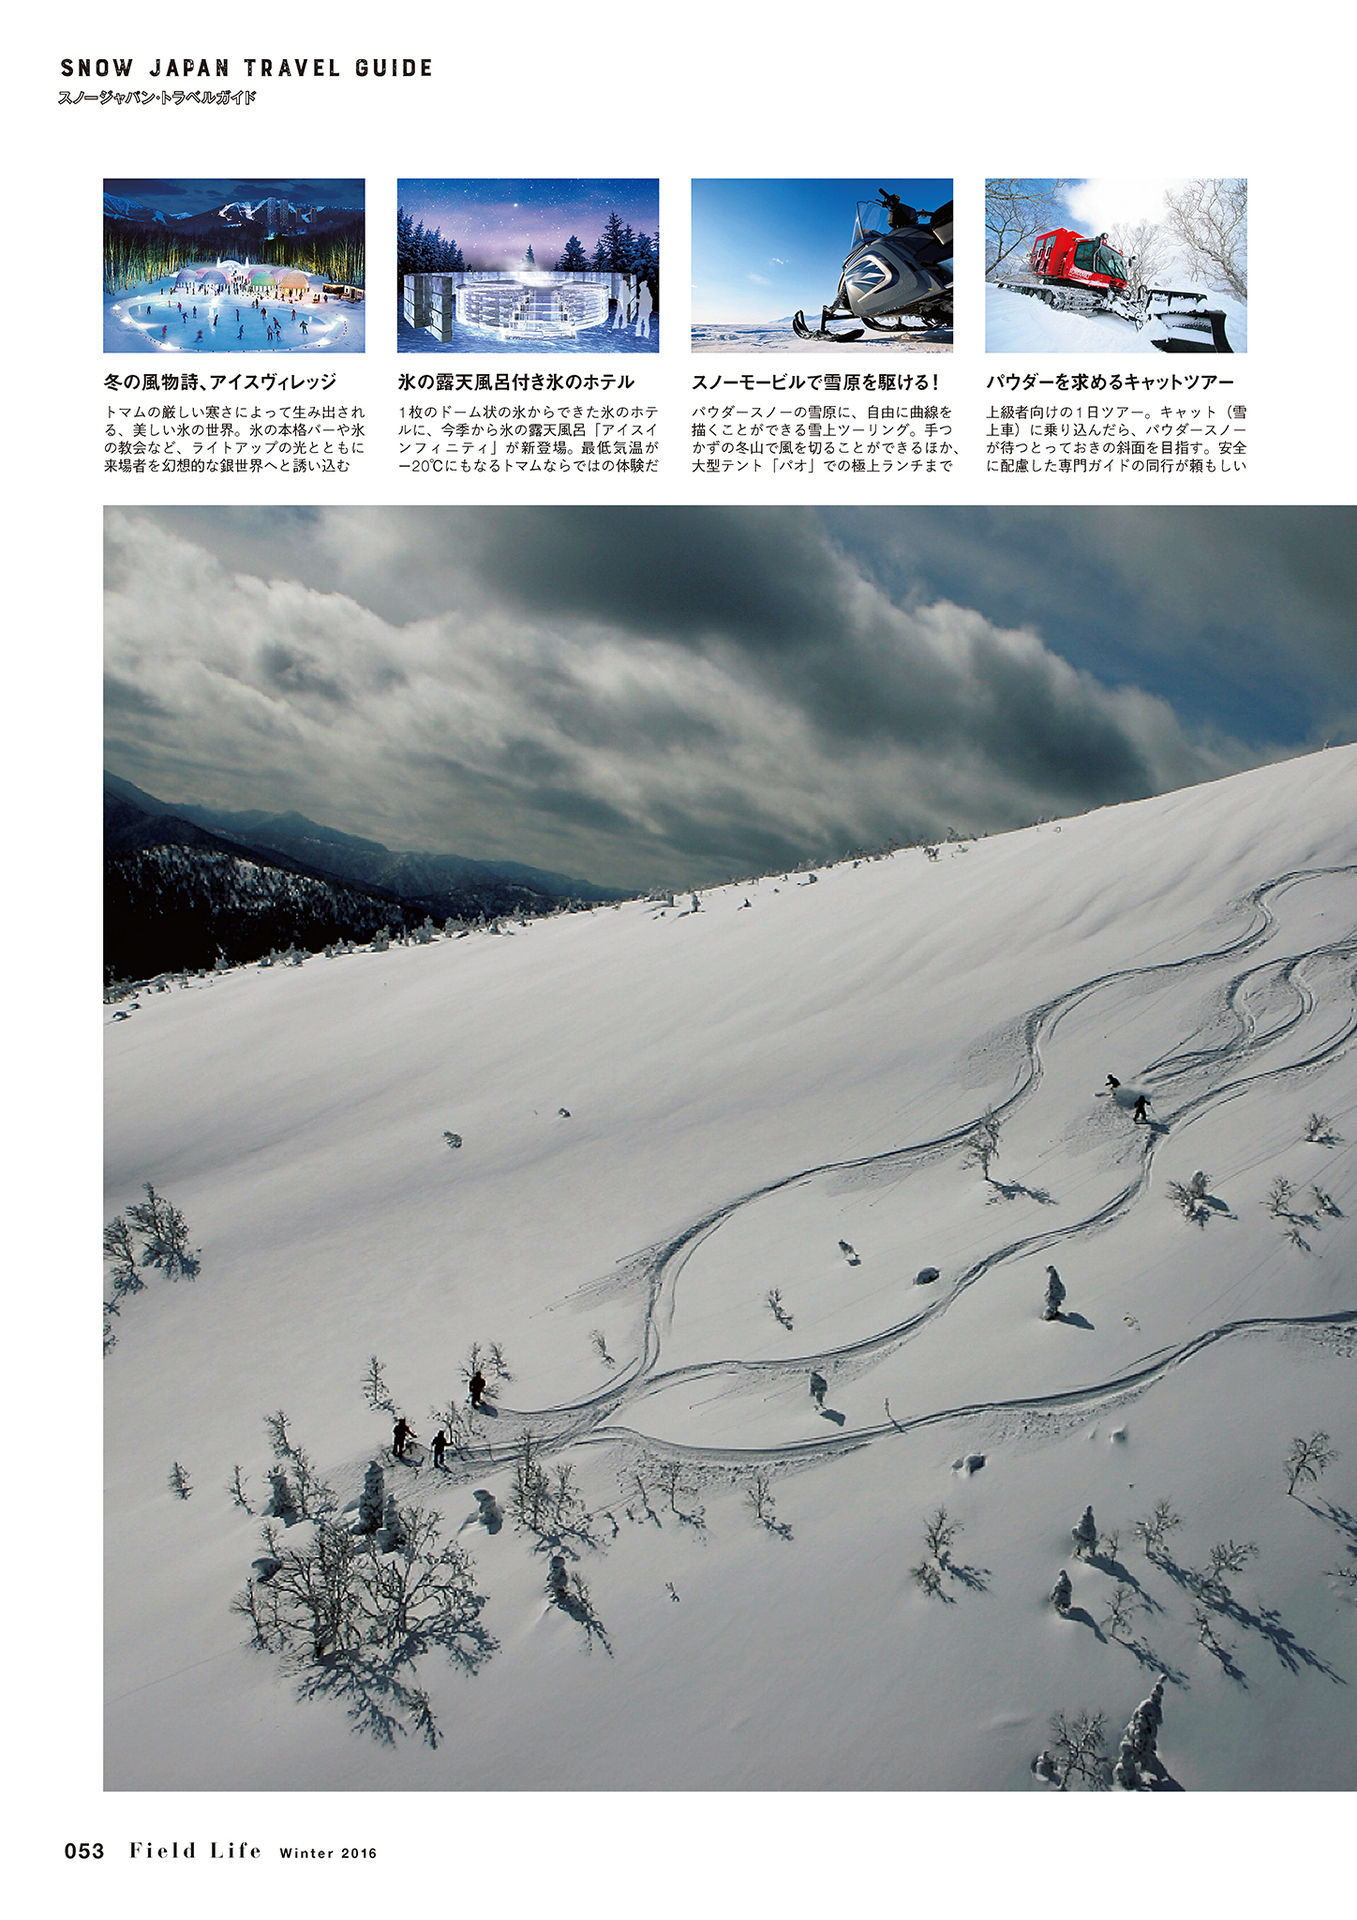 SNOW JAPAN TRAVEL GUIDE
スノージャパン・トラベルガイド
冬の風物詩、アイスヴィレッジ
トマムの厳しい寒さによって生み出され
る、美しい氷の世界。氷の本格バーや氷
の教会など、ライトアップの光とともに
来場者を幻想的な銀世界へと誘い込む
氷の露天風呂付き氷のホテル
1枚のドーム状の氷からできた氷のホテ
ルに、今季から氷の露天風呂「アイスイ
ンフィニティ」が新登場。最低気温が
ー20℃にもなるトマムならではの体験だ
スノーモービルで雪原を駆ける!
パウダースノーの雪原に、自由に曲線を
描くことができる雪上ツーリング。手つ
かずの冬山で風を切ることができるほか、
大型テント「パオ」での極上ランチまで
パウダーを求めるキャットツアー
上級者向けの1日ツアー。キャット（雪
上車）に乗り込んだら、パウダースノー
が待つとっておきの斜面を目指す。安全
に配慮した専門ガイドの同行が頼もしい
053 Field Life Winter 2016